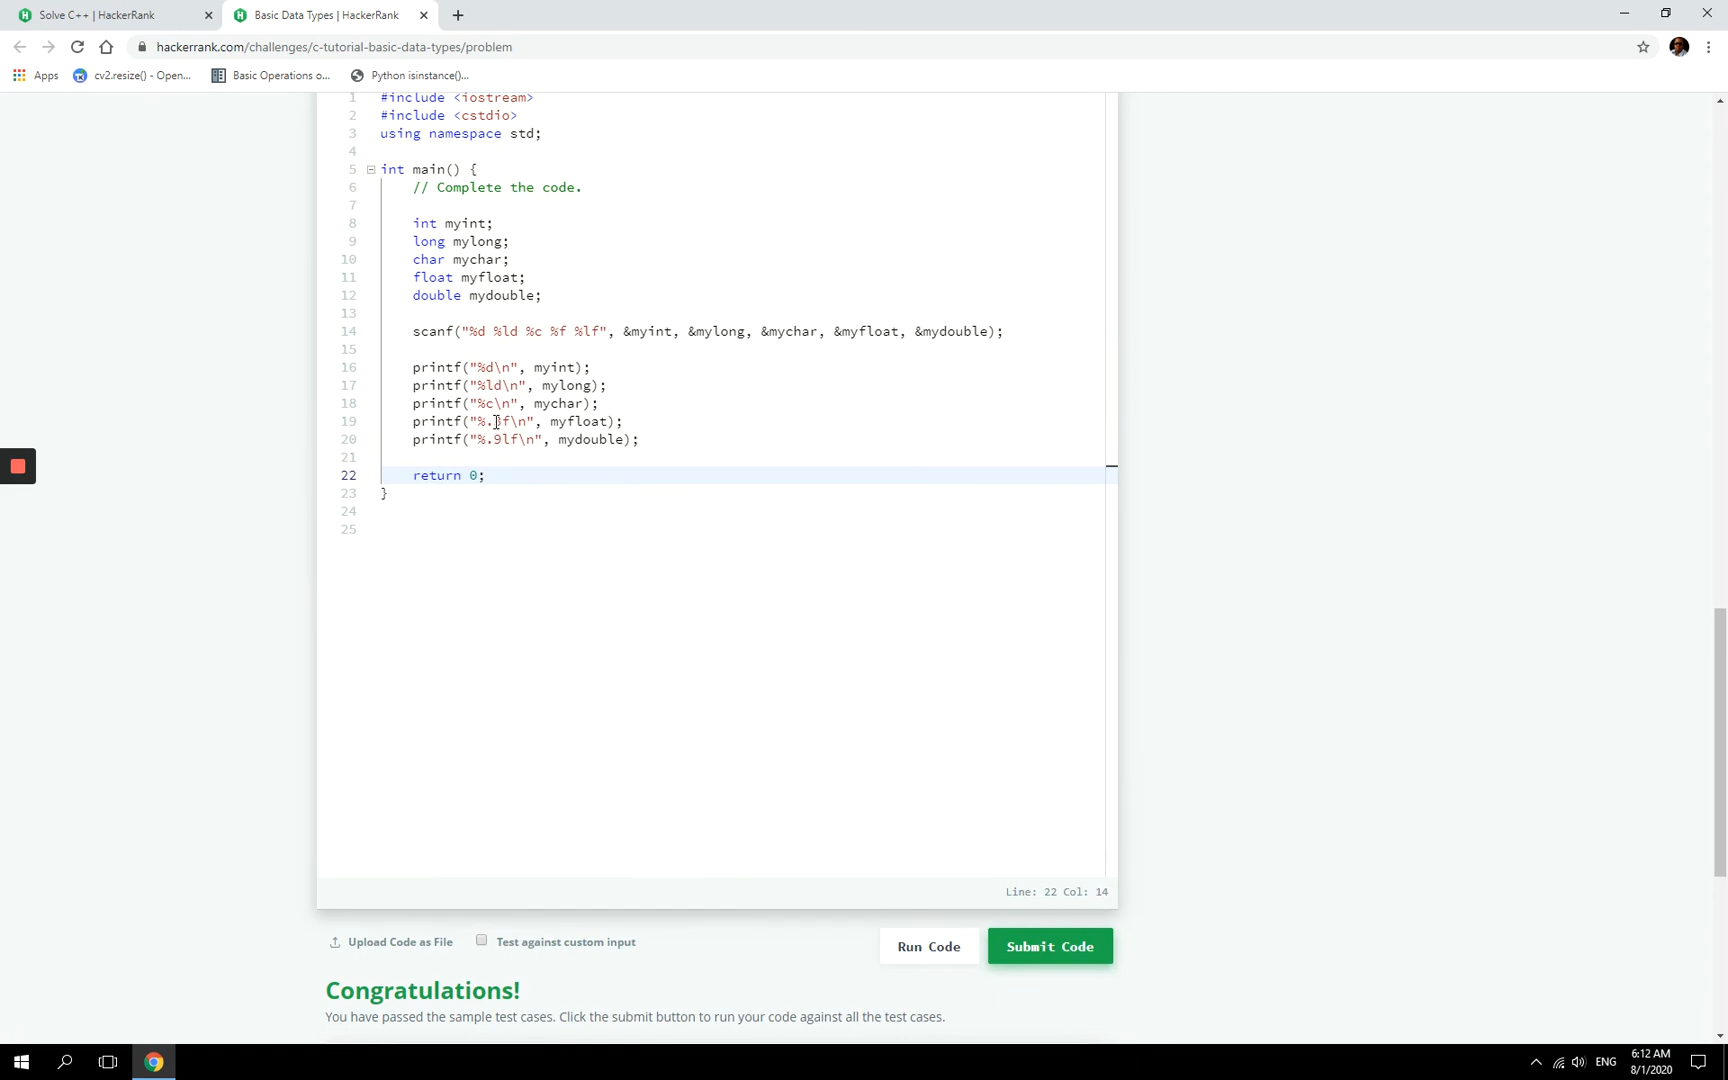 Solve C++ | HackerRank
Basic Data Types | HackerRank
hackerrank.com/challenges/c-tutorial-basic-data-types/problem
Apps
cv2.resize() - Open...
Basic Operations o...
Python isinstance()...
1 #include <iostream>
2 #include <cstdio>
3 using namespace std;
4
5 int main() {
6 // Complete the code.
7
8 int myint;
9 long mylong;
10 char mychar;
11 float myfloat;
12 double mydouble;
13
14 scanf("%d %ld %c %f %lf", &myint, &mylong, &mychar, &myfloat, &mydouble);
15
16 printf("%d\n", myint);
17 printf("%ld\n", mylong);
18 printf("%c\n", mychar);
19 printf("%.3f\n", myfloat);
20 printf("%.9lf\n", mydouble);
21
22 return 0;
23 }
24
25
Line: 22 Col: 14
Upload Code as File
Test against custom input
Run Code
Submit Code
Congratulations!
You have passed the sample test cases. Click the submit button to run your code against all the test cases.
ENG
6:12 AM
8/1/2020